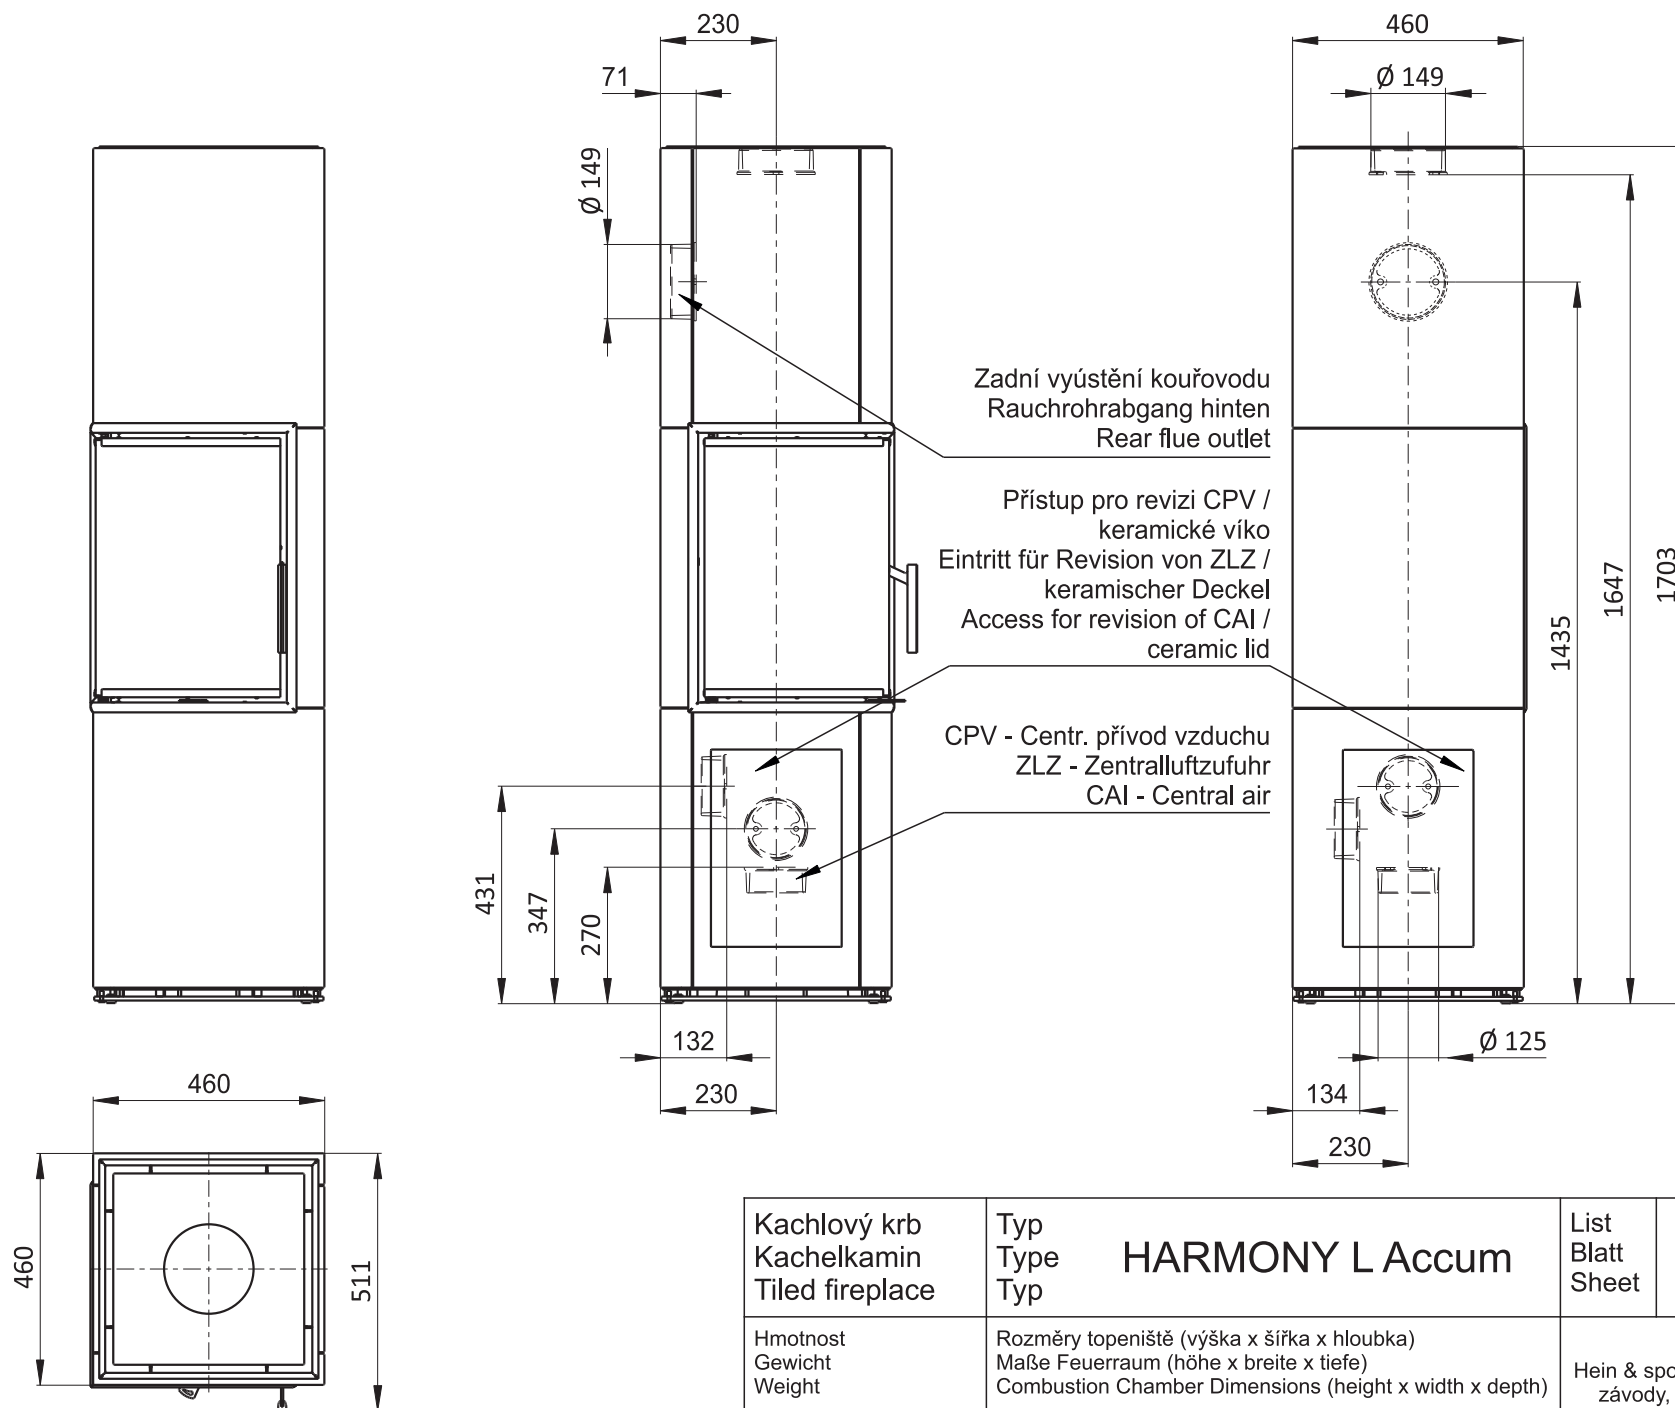 230
460
71
Ø 149
Ø 149
Zadní vyústění kouřovodu
Rauchrohrabgang hinten
Rear flue outlet
Přístup pro revizi CPV /
keramické víko
Eintritt für Revision von ZLZ /
keramischer Deckel
Access for revision of CAI /
ceramic lid
CPV - Centr. přívod vzduchu
ZLZ - Zentralluftzufuhr
CAI - Central air
1435
1647
1703
431
347
270
132
230
Ø 125
134
230
460
460
511
Kachlový krb
Kachelkamin
Tiled fireplace
Typ
Type
Typ
HARMONY L Accum
List
Blatt
Sheet
Hmotnost
Gewicht
Weight
Rozměry topeniště (výška x šířka x hloubka)
Maße Feuerraum (höhe x breite x tiefe)
Combustion Chamber Dimensions (height x width x depth)
Hein & spo
závody,